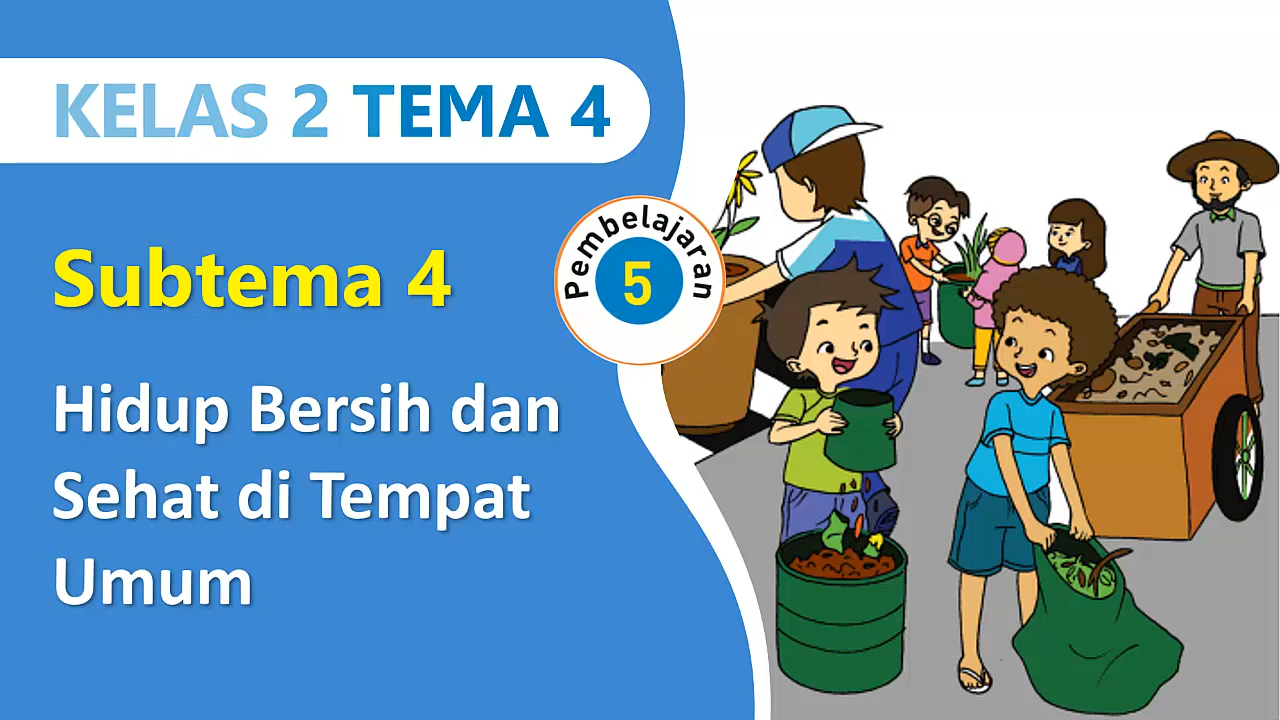 KELAS 2 TEMA 4
Subtema 4
Pembelajaran
5
Hidup Bersih dan
Sehat di Tempat
Umum